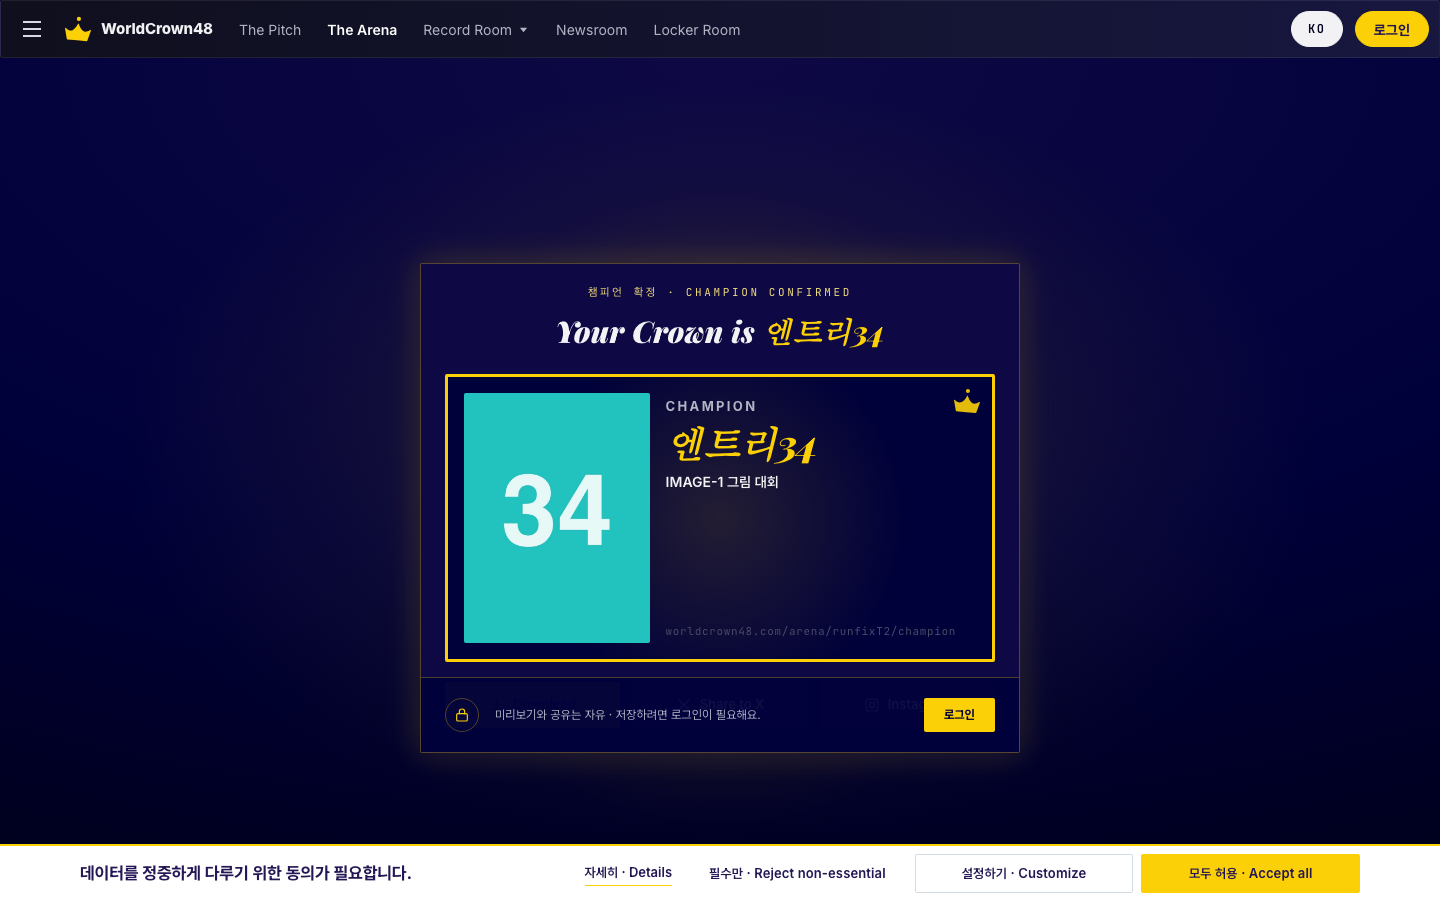 WorldCrown48
The Pitch
The Arena
Record Room
Newsroom
Locker Room
KO
로그인
챔피언 확정 · CHAMPION CONFIRMED
Your Crown is 엔트리34
34
CHAMPION
엔트리34
IMAGE-1 그림 대회
worldcrown48.com/arena/runfixT2/champion
Share to X
미리보기와 공유는 자유 · 저장하려면 로그인이 필요해요.
로그인
데이터를 정중하게 다루기 위한 동의가 필요합니다.
자세히 · Details
필수만 · Reject non-essential
설정하기 · Customize
모두 허용 · Accept all